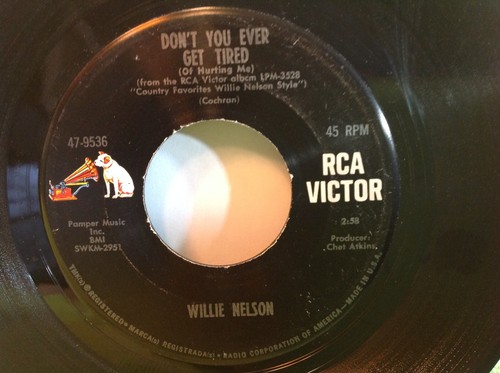 DON'T YOU EVER
GET TIRED
(Of Hurting Me)
(from the RCA Victor album LPM-3528
"Country Favorites Willie Nelson Style")
(Cochran)
47-9536
45 RPM
RCA
VICTOR
Pamper Music
Inc.
BMI
SWKM-2951
2:58
Producer:
Chet Atkins
WILLIE NELSON
TMK(s) ® REGISTERED • MARCA(s) REGISTRADA(s) • RADIO CORPORATION OF AMERICA - MADE IN U.S.A.